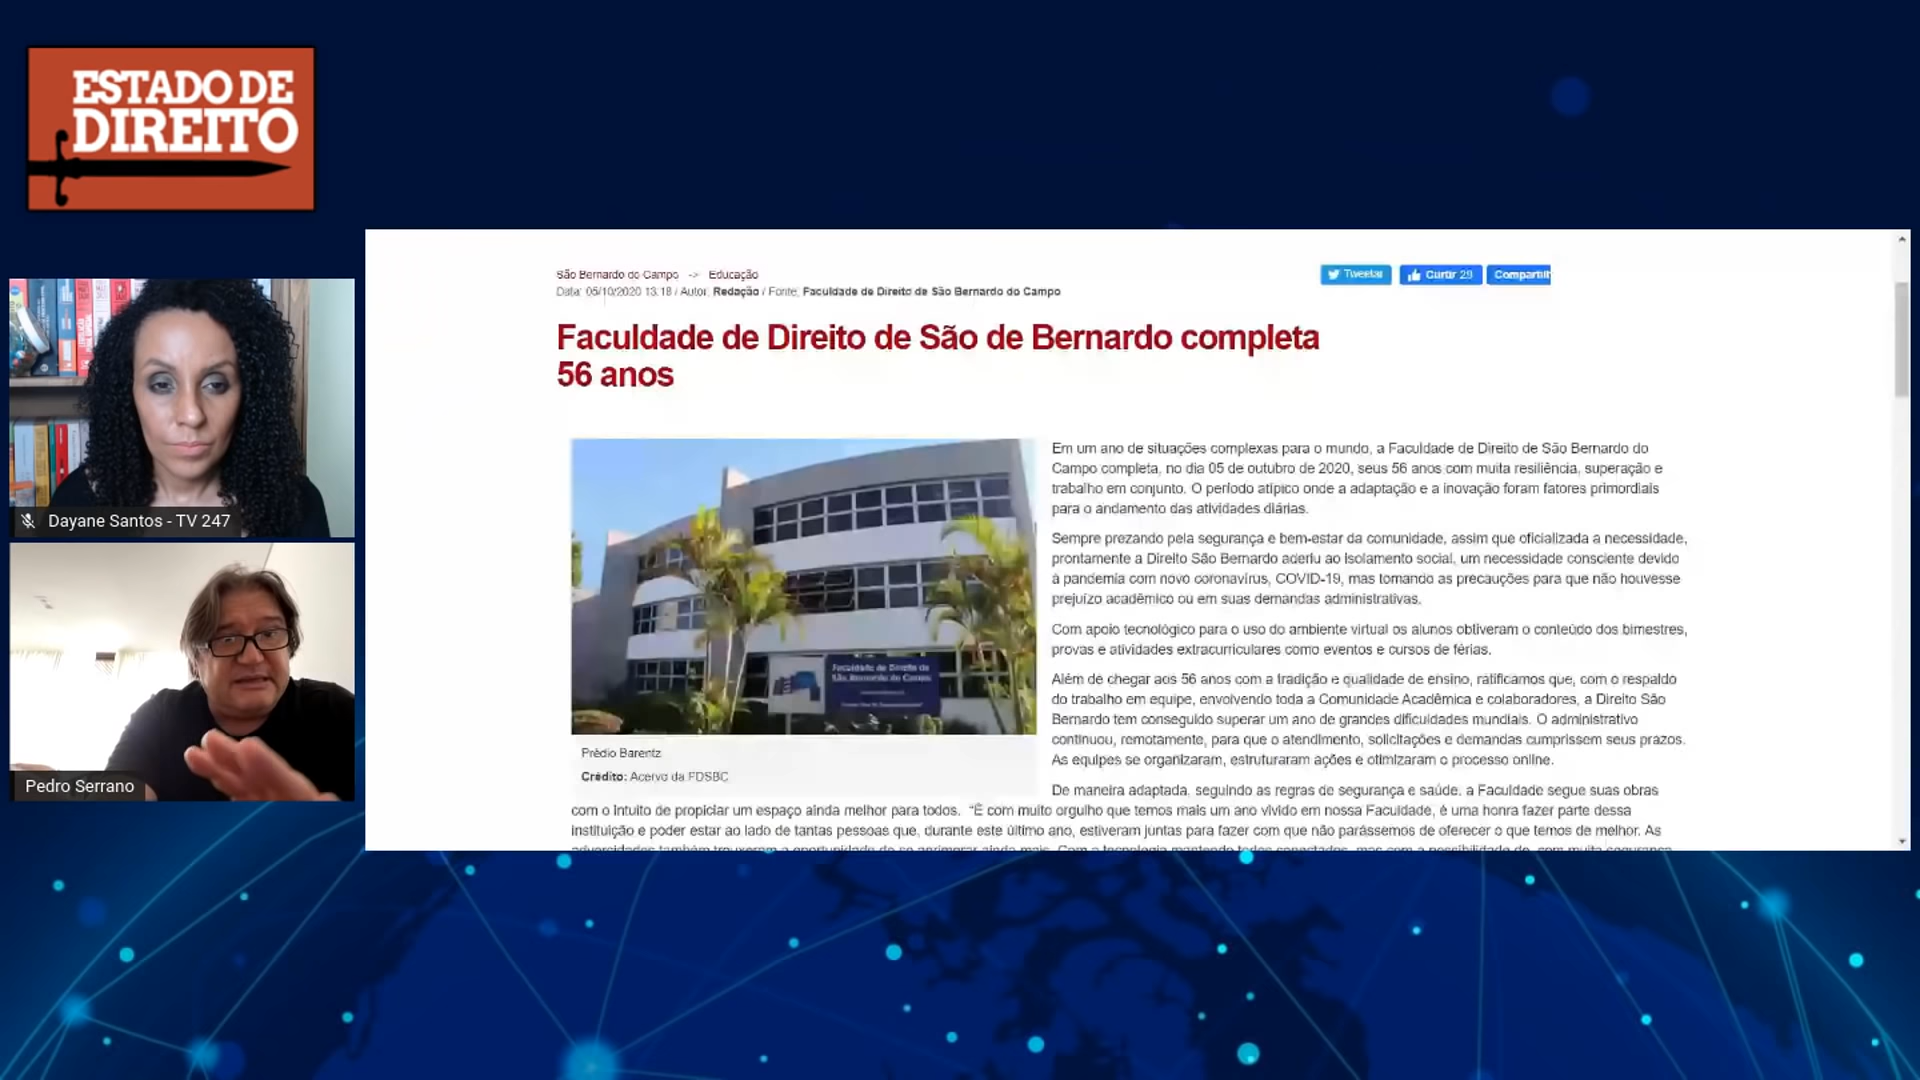 ESTADO DE
DIREITO
Dayane Santos - TV 247
Pedro Serrano
São Bernardo do Campo -> Educação
Data: 05/10/2020 13:18 / Autor: Redação / Fonte: Faculdade de Direito de São Bernardo do Campo
Tweetar
Curtir 29
Compartilh
Faculdade de Direito de São de Bernardo completa
56 anos
Faculdade de Direito de
São Bernardo do Campo
Prédio Barentz
Crédito: Acervo da FDSBC
Em um ano de situações complexas para o mundo, a Faculdade de Direito de São Bernardo do
Campo completa, no dia 05 de outubro de 2020, seus 56 anos com muita resiliência, superação e
trabalho em conjunto. O período atípico onde a adaptação e a inovação foram fatores primordiais
para o andamento das atividades diárias.
Sempre prezando pela segurança e bem-estar da comunidade, assim que oficializada a necessidade,
prontamente a Direito São Bernardo aderiu ao isolamento social, um necessidade consciente devido
à pandemia com novo coronavírus, COVID-19, mas tomando as precauções para que não houvesse
prejuízo acadêmico ou em suas demandas administrativas.
Com apoio tecnológico para o uso do ambiente virtual os alunos obtiveram o conteúdo dos bimestres,
provas e atividades extracurriculares como eventos e cursos de férias.
Além de chegar aos 56 anos com a tradição e qualidade de ensino, ratificamos que, com o respaldo
do trabalho em equipe, envolvendo toda a Comunidade Acadêmica e colaboradores, a Direito São
Bernardo tem conseguido superar um ano de grandes dificuldades mundiais. O administrativo
continuou, remotamente, para que o atendimento, solicitações e demandas cumprissem seus prazos.
As equipes se organizaram, estruturaram ações e otimizaram o processo online.
De maneira adaptada, seguindo as regras de segurança e saúde, a Faculdade segue suas obras
com o intuito de propiciar um espaço ainda melhor para todos. “É com muito orgulho que temos mais um ano vivido em nossa Faculdade, é uma honra fazer parte dessa
instituição e poder estar ao lado de tantas pessoas que, durante este último ano, estiveram juntas para fazer com que não parássemos de oferecer o que temos de melhor. As